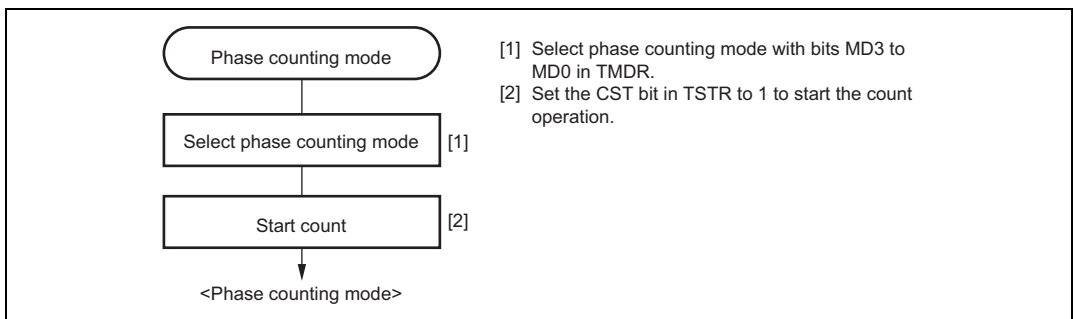 Phase counting mode
Select phase counting mode [1]
Start count [2]
<Phase counting mode>
[1] Select phase counting mode with bits MD3 to
MD0 in TMDR.
[2] Set the CST bit in TSTR to 1 to start the count
operation.